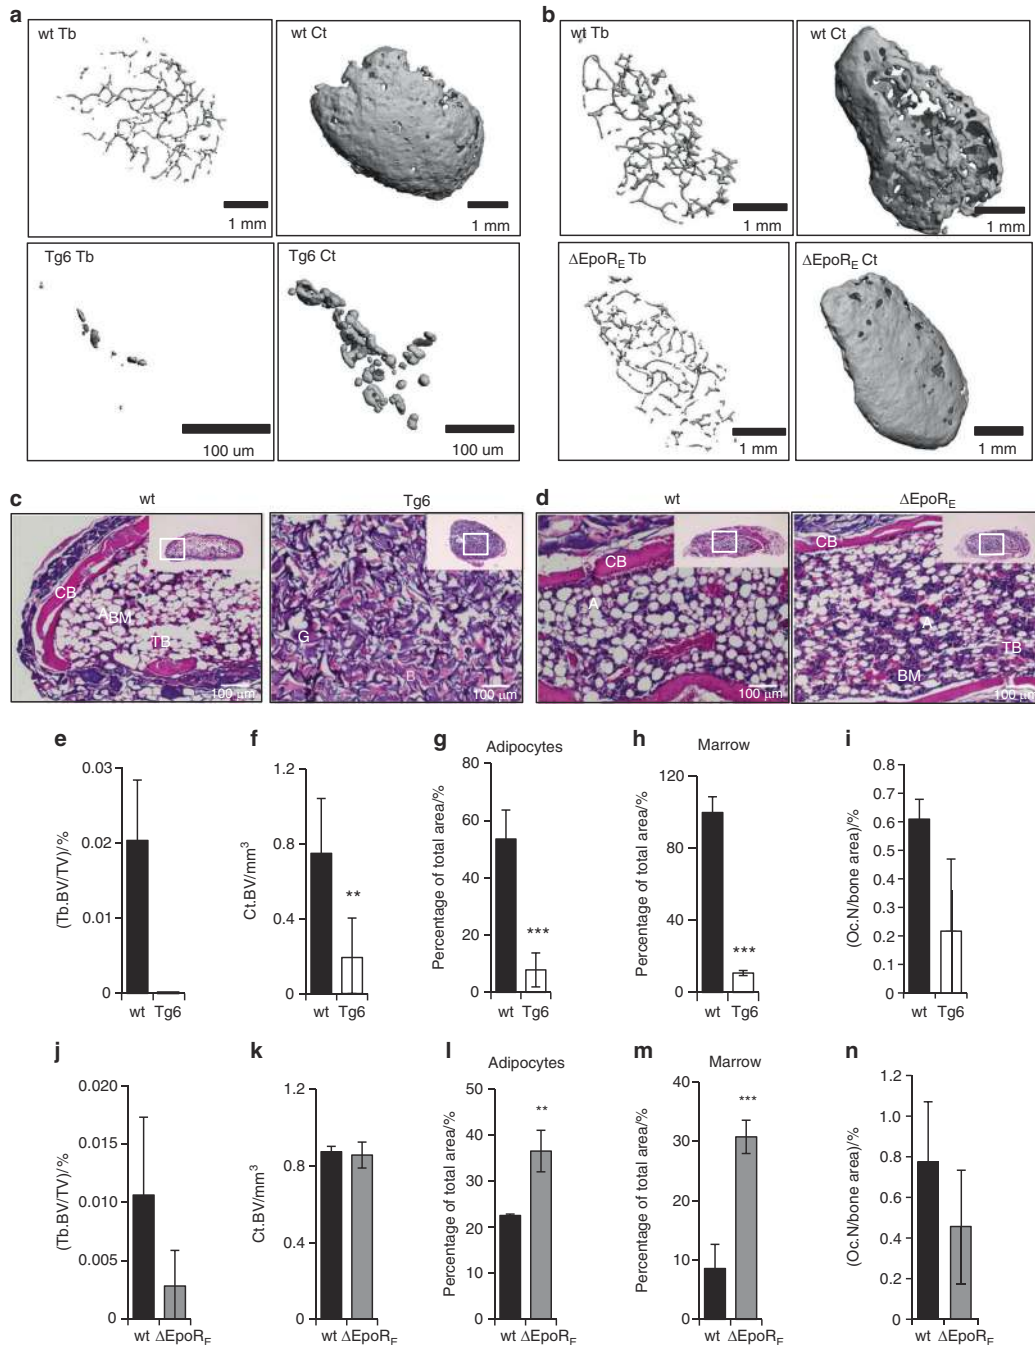 a
wt Tb
wt Ct
1 mm
1 mm
Tg6 Tb
Tg6 Ct
100 um
100 um
b
wt Tb
wt Ct
1 mm
1 mm
ΔEpoR_E Tb
ΔEpoR_E Ct
1 mm
1 mm
c
wt
Tg6
CB
A
BM
TB
100 µm
G
B
100 µm
d
wt
ΔEpoR_E
CB
A
100 µm
CB
A
TB
BM
100 µm
e
(Tb.BV/TV)/%
0.03
0.02
0.01
0
wt Tg6
f
Ct.BV/mm³
1.2
0.8
0.4
0
**
wt Tg6
g
Adipocytes
Percentage of total area/%
80
60
40
20
0
***
wt Tg6
h
Marrow
Percentage of total area/%
120
80
40
0
***
wt Tg6
i
(Oc.N/bone area)/%
0.8
0.7
0.6
0.5
0.4
0.3
0.2
0.1
0
wt Tg6
j
(Tb.BV/TV)/%
0.020
0.015
0.010
0.005
0
wt ΔEpoR_E
k
Ct.BV/mm³
1.2
0.8
0.4
0
wt ΔEpoR_E
l
Adipocytes
Percentage of total area/%
50
40
30
20
10
0
**
wt ΔEpoR_E
m
Marrow
Percentage of total area/%
40
30
20
10
0
***
wt ΔEpoR_E
n
(Oc.N/bone area)/%
1.2
1.0
0.8
0.6
0.4
0.2
0
wt ΔEpoR_E